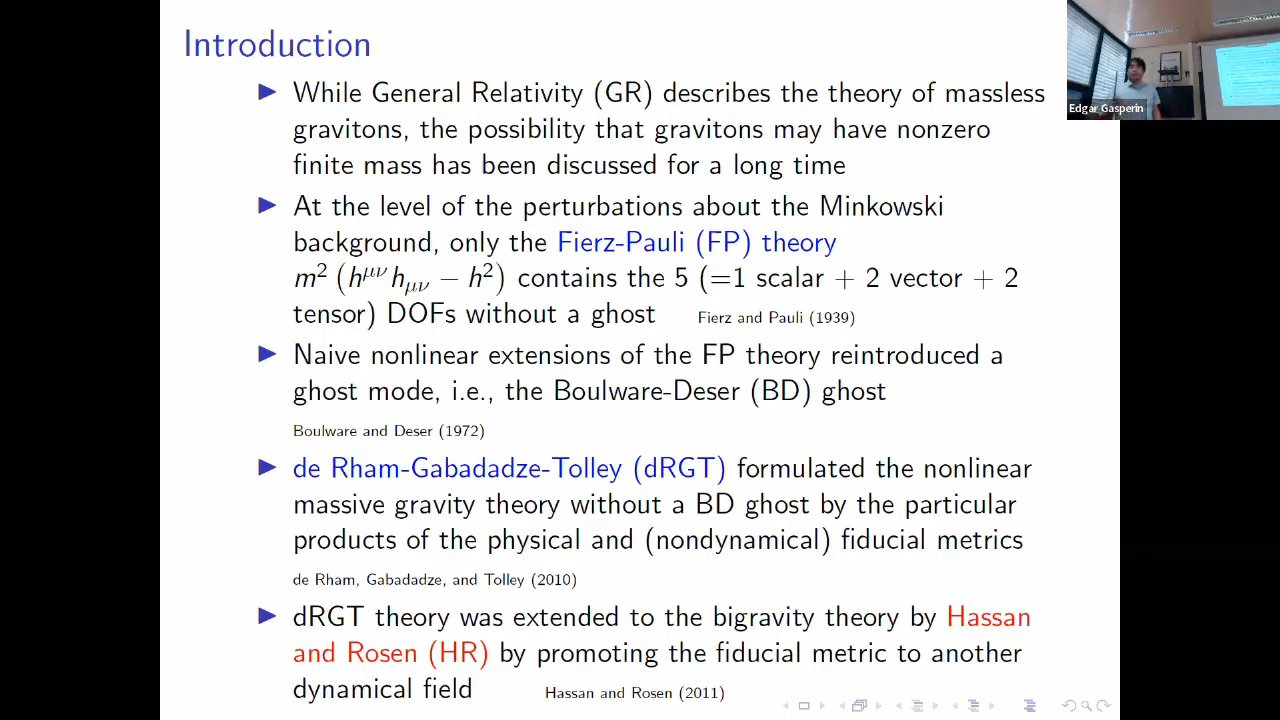 Introduction
While General Relativity (GR) describes the theory of massless
gravitons, the possibility that gravitons may have nonzero
finite mass has been discussed for a long time
At the level of the perturbations about the Minkowski
background, only the Fierz-Pauli (FP) theory
m² (h^{μν} h_{μν} − h²) contains the 5 (=1 scalar + 2 vector + 2
tensor) DOFs without a ghost Fierz and Pauli (1939)
Naive nonlinear extensions of the FP theory reintroduced a
ghost mode, i.e., the Boulware-Deser (BD) ghost
Boulware and Deser (1972)
de Rham-Gabadadze-Tolley (dRGT) formulated the nonlinear
massive gravity theory without a BD ghost by the particular
products of the physical and (nondynamical) fiducial metrics
de Rham, Gabadadze, and Tolley (2010)
dRGT theory was extended to the bigravity theory by Hassan
and Rosen (HR) by promoting the fiducial metric to another
dynamical field Hassan and Rosen (2011)
Edgar Gasperin